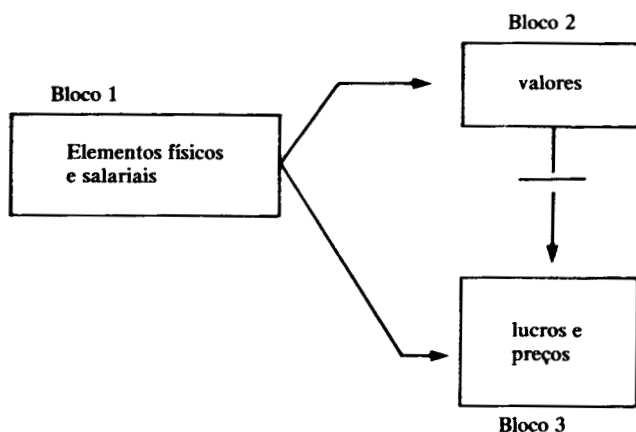 Bloco 2
valores
Bloco 1
Elementos físicos
e salariais
lucros e
preços
Bloco 3